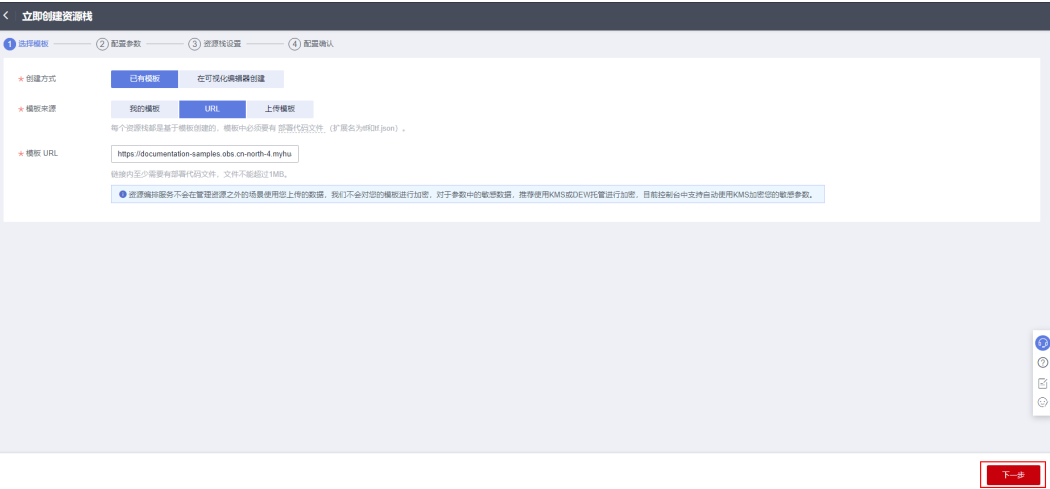 立即创建资源栈
1 选择模板 2 配置参数 3 资源栈设置 4 配置确认
* 创建方式 已有模板 在可视化编辑器创建
* 模板来源 我的模板 URL 上传模板
每个资源栈都是基于模板创建的，模板中必须要有 部署代码文件 （扩展名为tf和tf.json）。
* 模板 URL https://documentation-samples.obs.cn-north-4.myhu
链接内至少需要有部署代码文件，文件不能超过1MB。
资源编排服务不会在管理资源之外的场景使用您上传的数据，我们不会对您的模板进行加密，对于参数中的敏感数据，推荐使用KMS或DEW托管进行加密，目前控制台中支持自动使用KMS加密您的敏感参数。
下一步